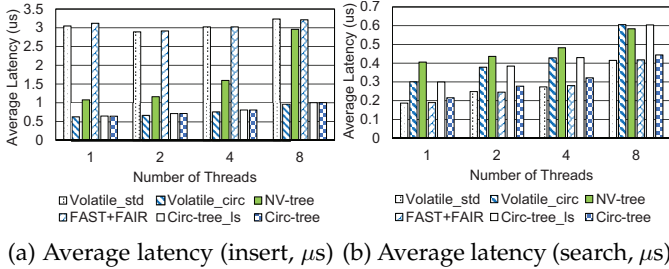 Average Latency (us)
3.5
3
2.5
2
1.5
1
0.5
0
1 2 4 8
Number of Threads
Volatile_std Volatile_circ NV-tree
FAST+FAIR Circ-tree_ls Circ-tree
(a) Average latency (insert, μs)
Average Latency (us)
0.7
0.6
0.5
0.4
0.3
0.2
0.1
0
1 2 4 8
Number of Threads
Volatile_std Volatile_circ NV-tree
FAST+FAIR Circ-tree_ls Circ-tree
(b) Average latency (search, μs)